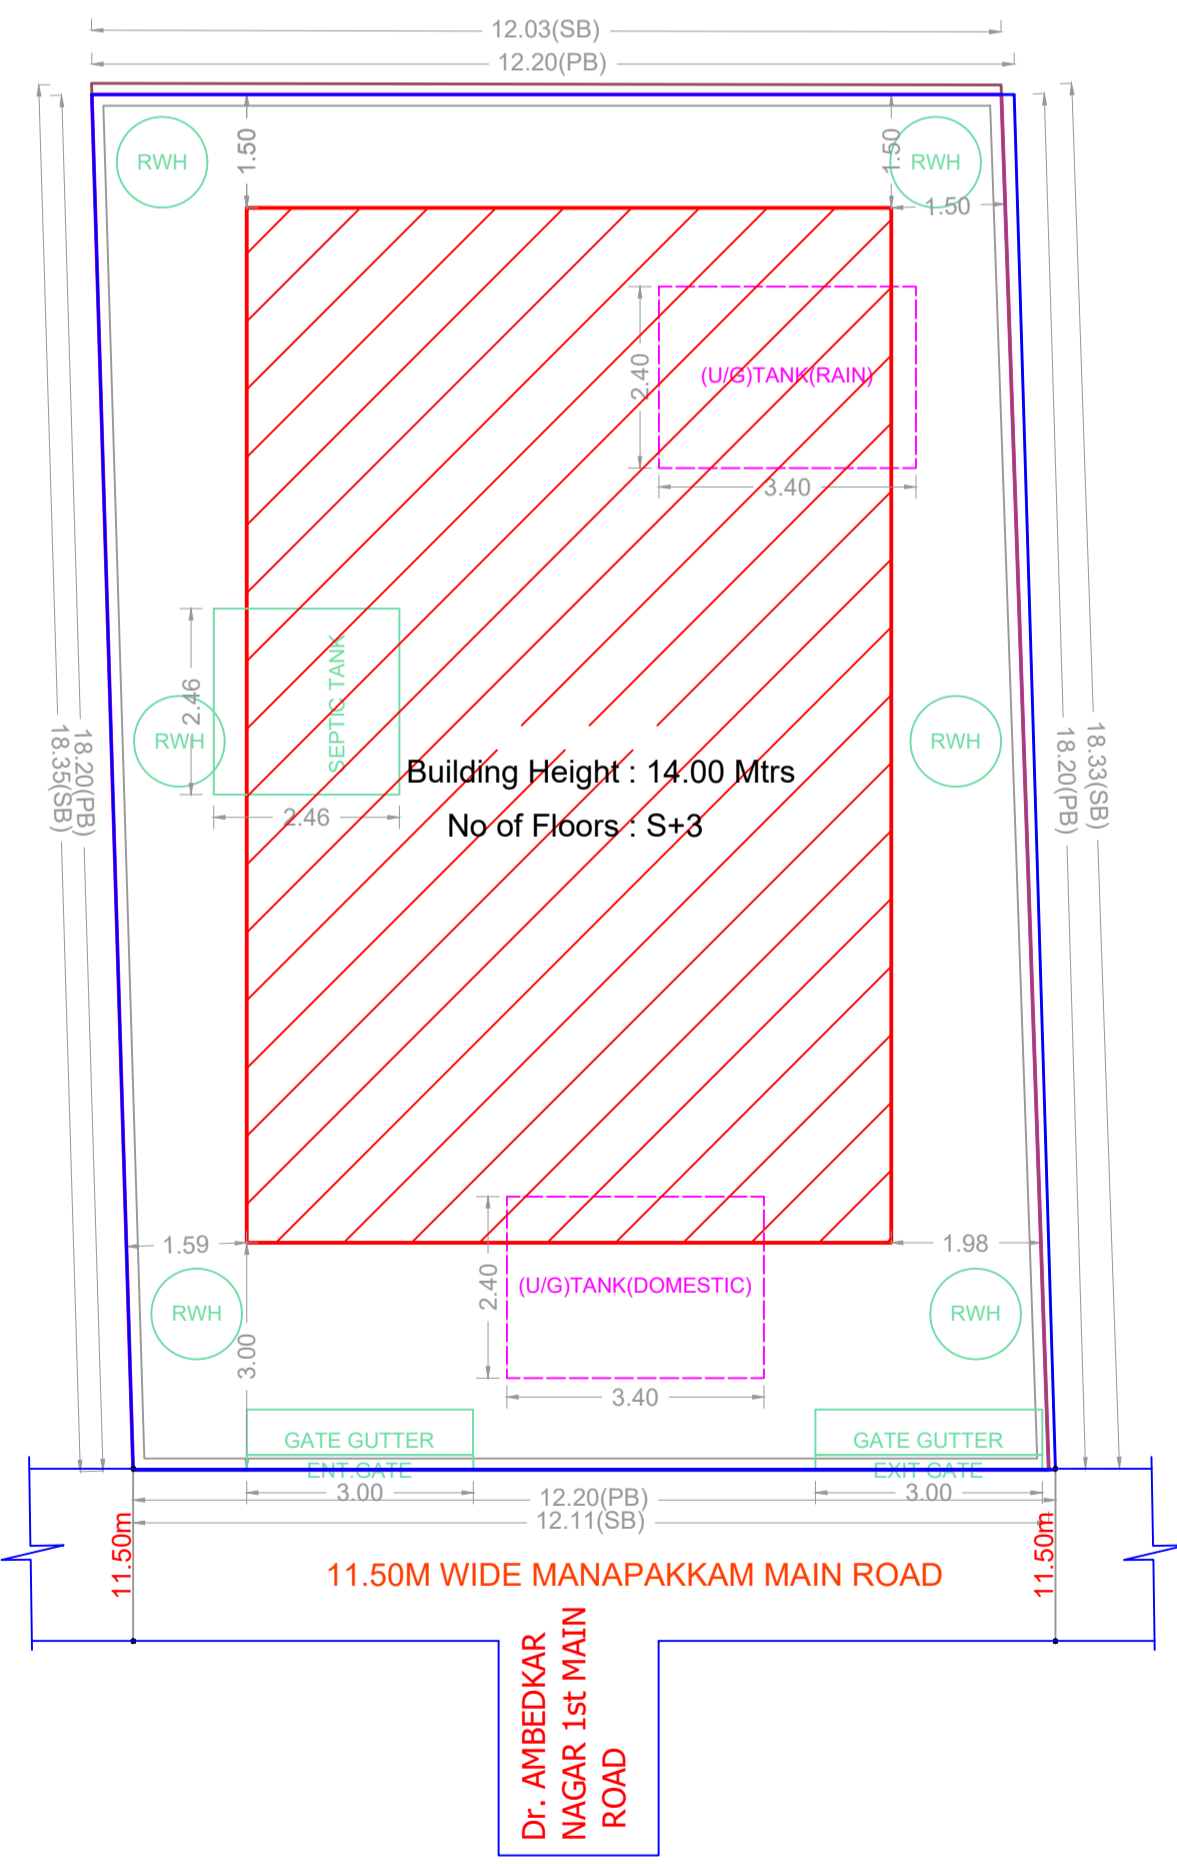 12.03(SB)
12.20(PB)
1.50
1.50
RWH
RWH
1.50
2.40
(U/G)TANK(RAIN)
3.40
SEPTIC TANK
2.46
RWH
RWH
18.20(PB)
18.35(SB)
18.33(SB)
18.20(PB)
Building Height : 14.00 Mtrs
2.46
No of Floors : S+3
1.59
1.98
2.40
(U/G)TANK(DOMESTIC)
RWH
RWH
3.00
3.40
GATE GUTTER
GATE GUTTER
ENT.GATE
EXIT GATE
3.00
12.20(PB)
3.00
12.11(SB)
11.50m
11.50m
11.50M WIDE MANAPAKKAM MAIN ROAD
Dr. AMBEDKAR
NAGAR 1st MAIN
ROAD